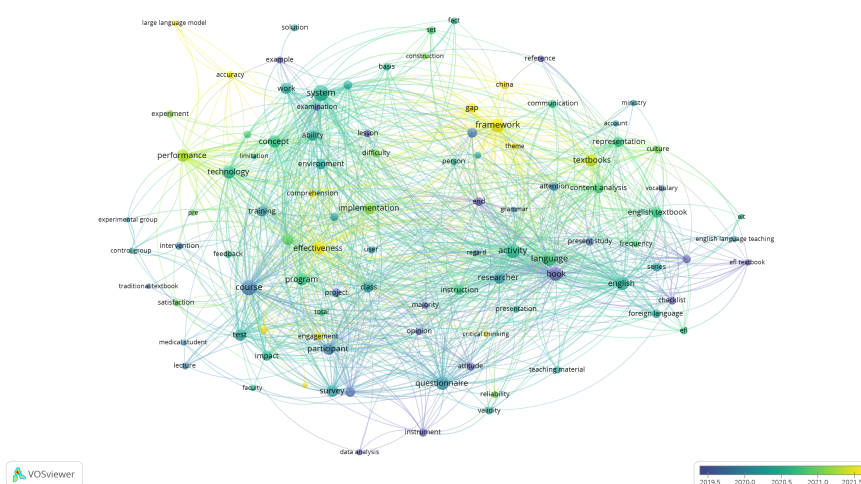 large language model
fact
solution
set
construction
example
reference
basis
accuracy
work
china
system
examination
gap
communication
ministry
experiment
framework
account
lesson
ability
concept
representation
theme
culture
difficulty
performance
limitation
environment
person
textbooks
technology
attention
content analysis
vocabulary
comprehension
end
grammar
implementation
training
pre
english textbook
experimental group
elt
english language teaching
present study
frequency
intervention
effectiveness
user
control group
feedback
regard
activity
language
efl textbook
series
book
researcher
program
english
traditional textbook
course
project
class
instruction
checklist
satisfaction
majority
total
presentation
foreign language
test
engagement
opinion
critical thinking
efl
medical student
participant
impact
lecture
attitude
teaching material
faculty
survey
questionnaire
reliability
validity
instrument
data analysis
VOSviewer
2019.5 2020.0 2020.5 2021.0 2021.5